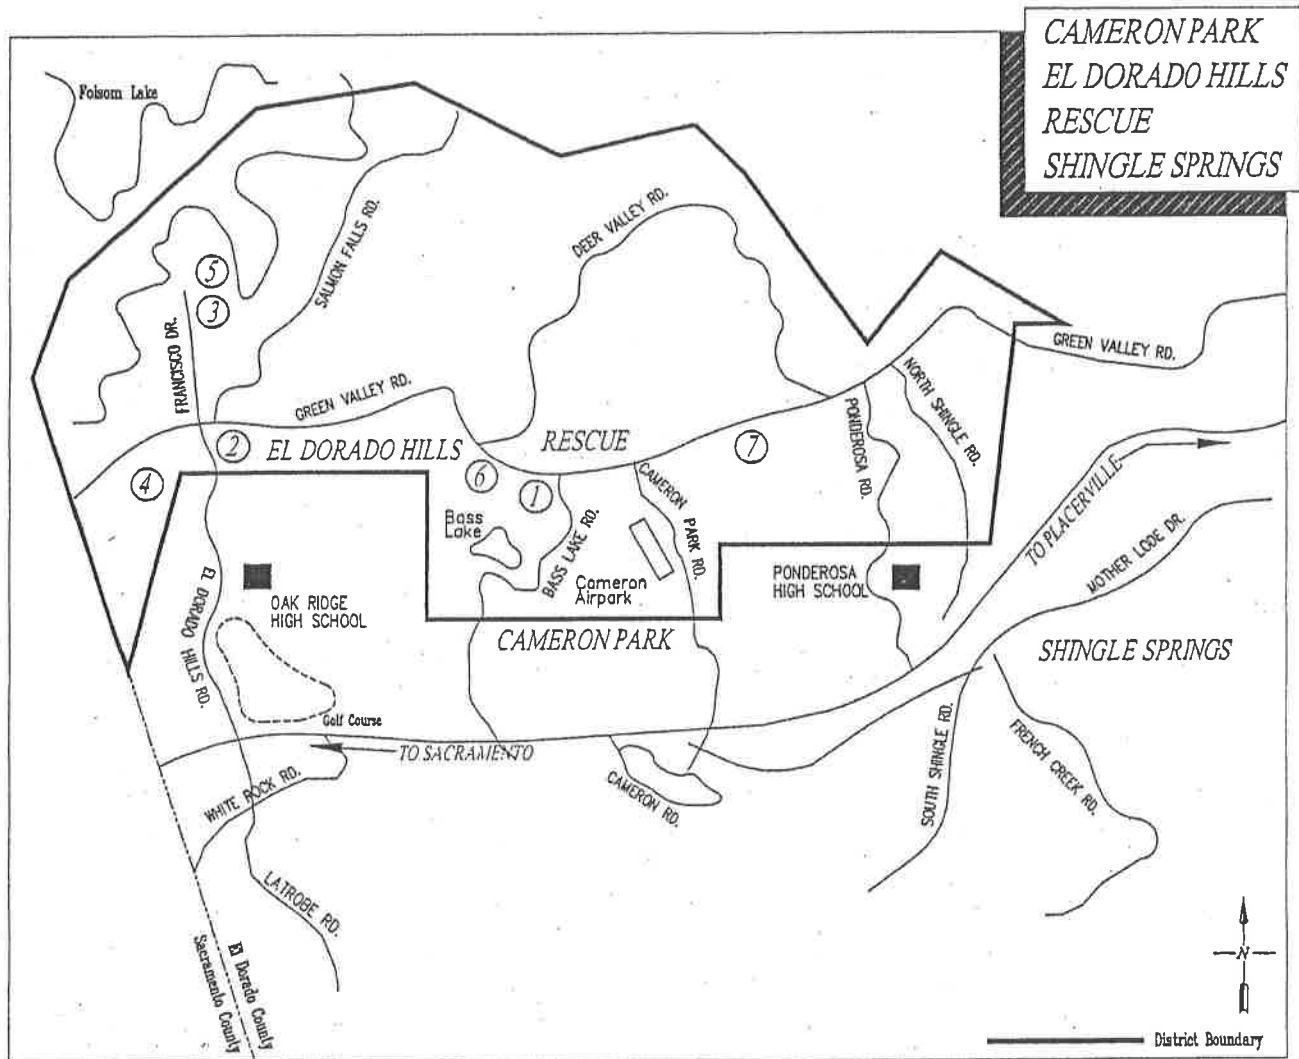 CAMERON PARK
EL DORADO HILLS
RESCUE
SHINGLE SPRINGS
Folsom Lake
DEER VALLEY RD.
SALMON FALLS RD.
5
3
FRANCISCO DR.
GREEN VALLEY RD.
GREEN VALLEY RD.
NORTH SHINGLE RD.
PONDEROSA RD.
2
EL DORADO HILLS
RESCUE
7
4
6
1
CAMERON PARK RD.
Bass
Lake
BASS LAKE RD.
TO PLACERVILLE
MOTHER LODE DR.
Cameron
Airpark
PONDEROSA
HIGH SCHOOL
OAK RIDGE
HIGH SCHOOL
EL DORADO HILLS RD.
CAMERON PARK
SHINGLE SPRINGS
Golf Course
TO SACRAMENTO
WHITE ROCK RD.
CAMERON RD.
SOUTH SHINGLE RD.
FRENCH CREEK RD.
LATROBE RD.
El Dorado County
Sacramento County
N
District Boundary